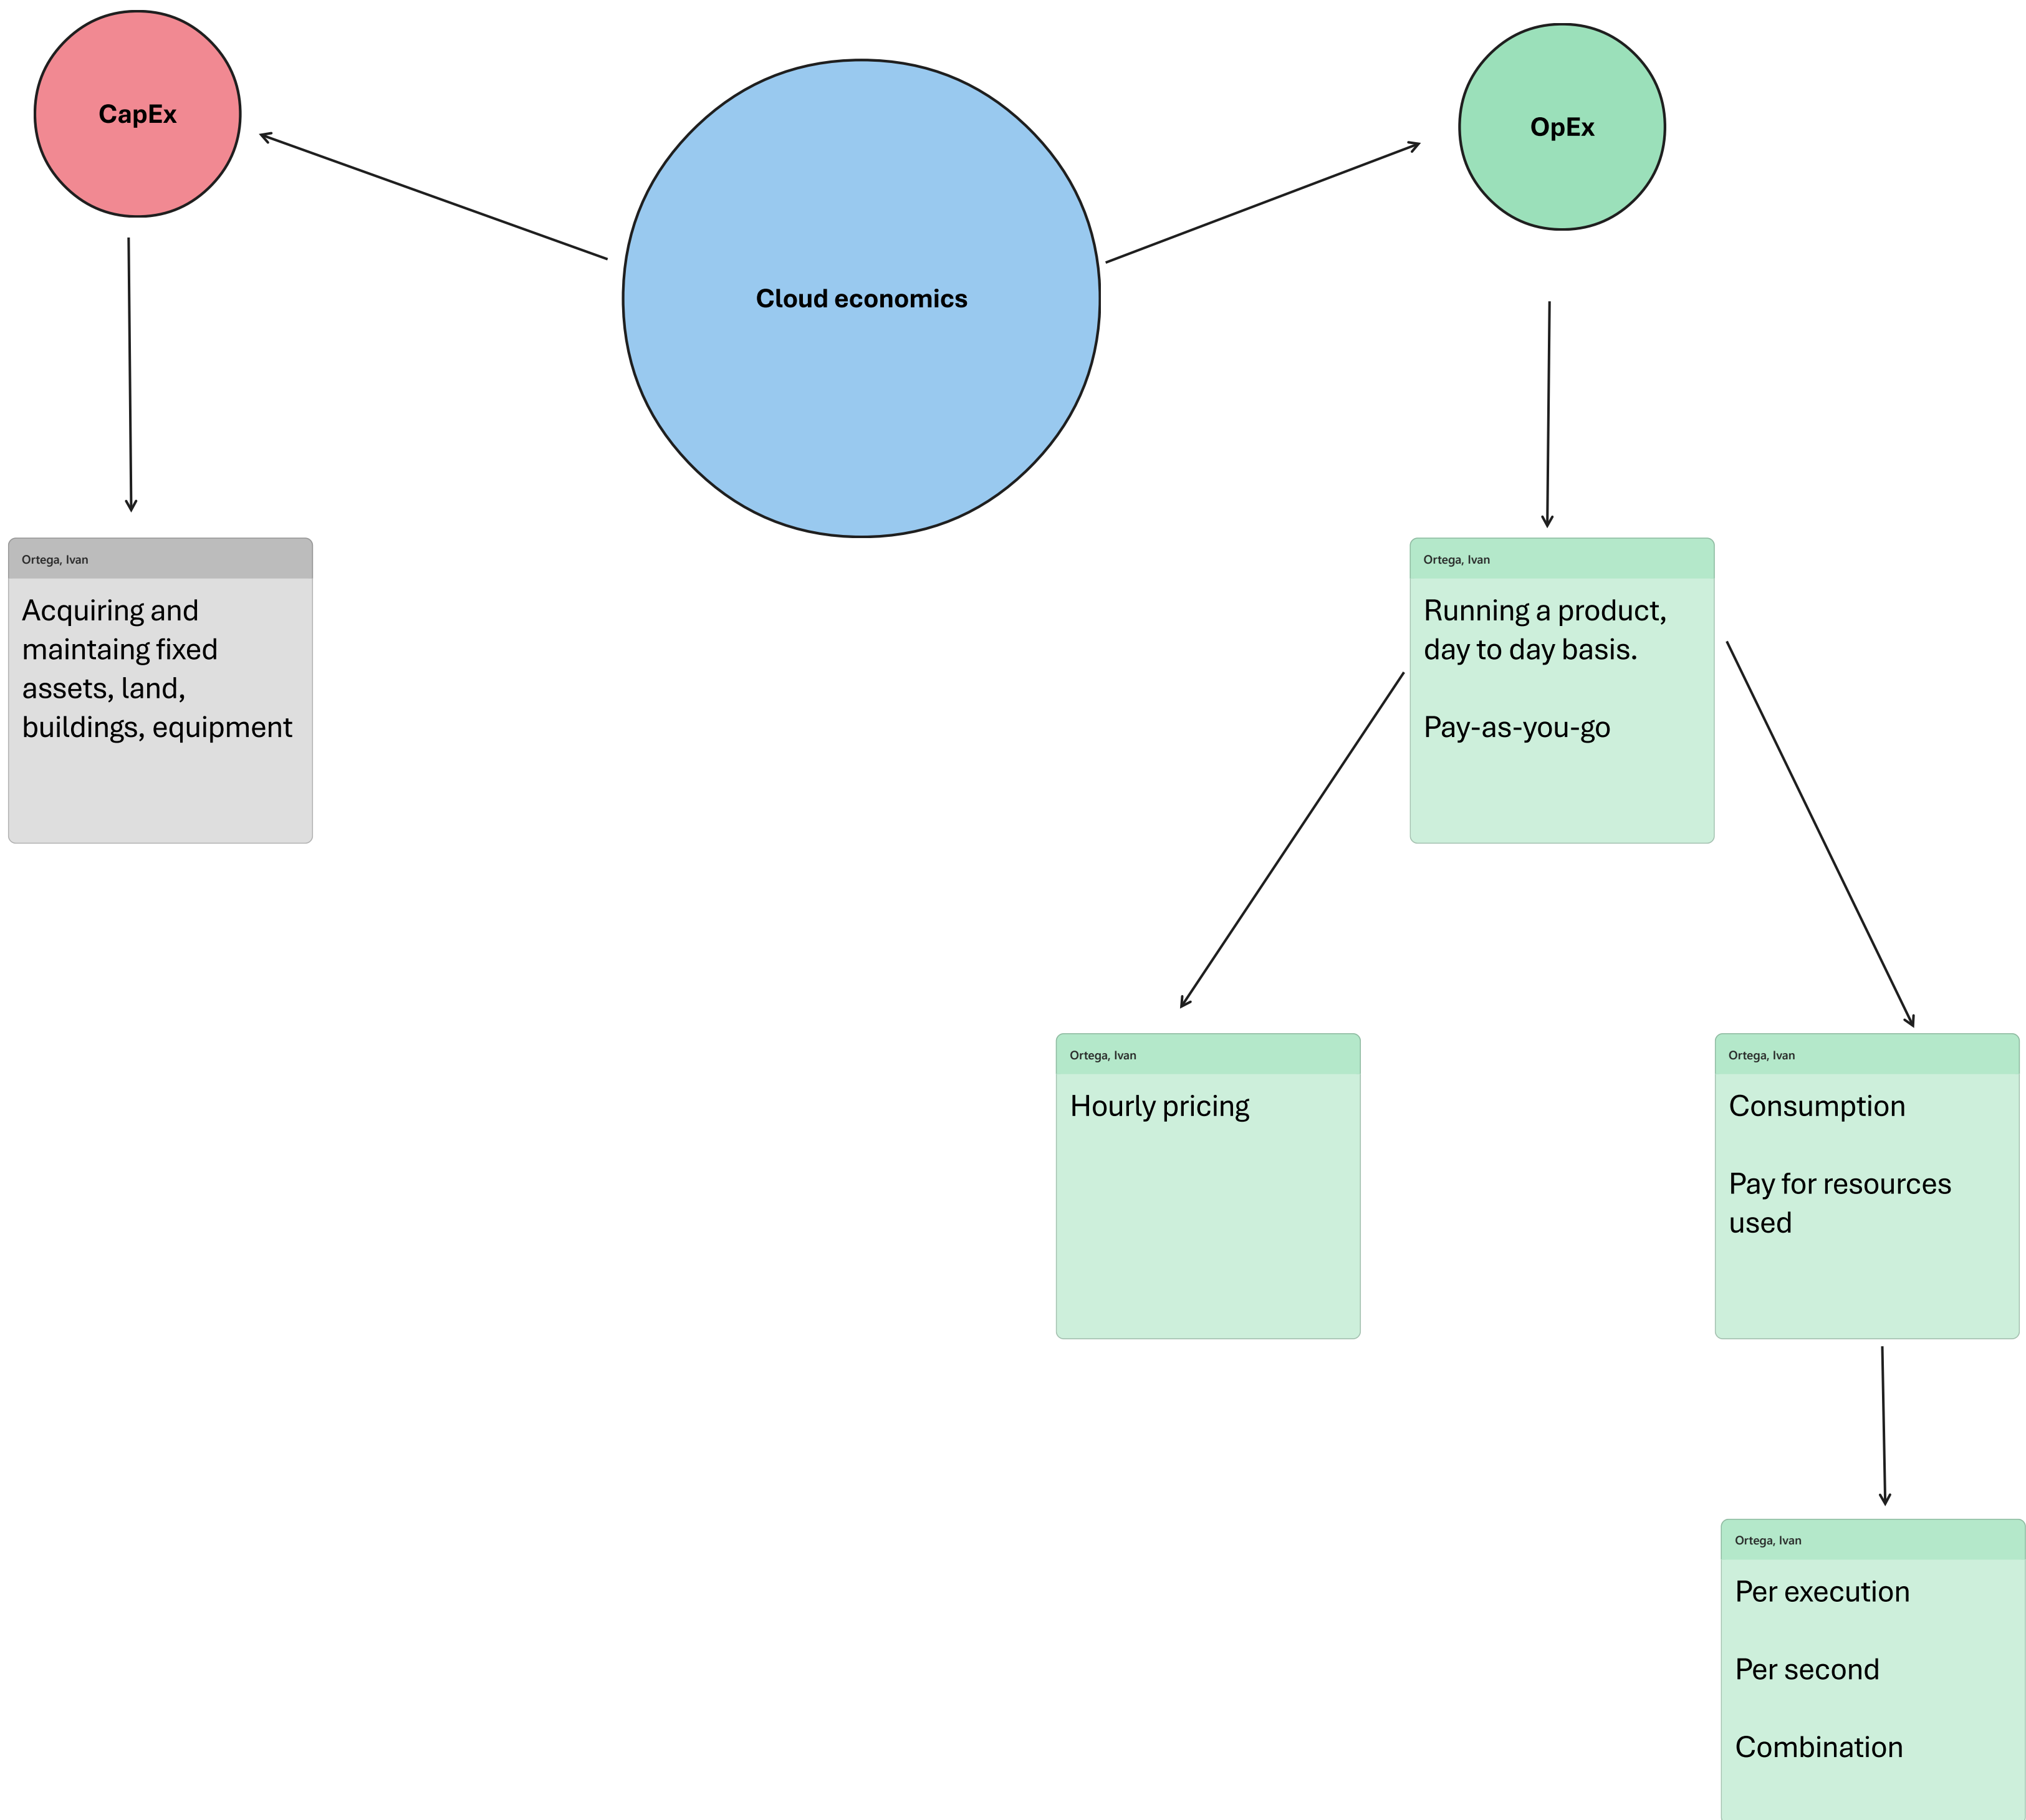 CapEx
OpEx
Cloud economics
Ortega, Ivan
Acquiring and
maintaing fixed
assets, land,
buildings, equipment
Ortega, Ivan
Running a product,
day to day basis.
Pay-as-you-go
Ortega, Ivan
Hourly pricing
Ortega, Ivan
Consumption
Pay for resources
used
Ortega, Ivan
Per execution
Per second
Combination